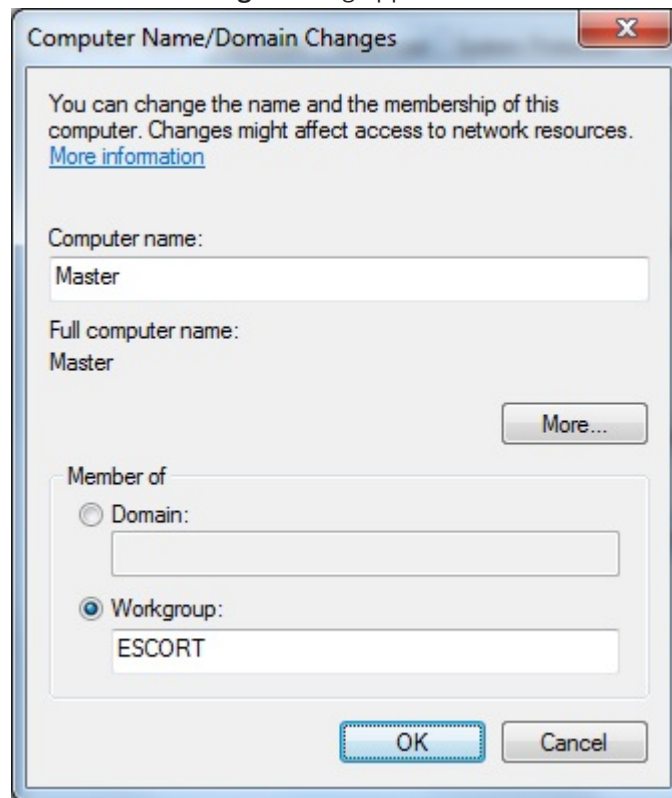 Computer Name/Domain Changes
You can change the name and the membership of this
computer. Changes might affect access to network resources.
More information
Computer name:
Master
Full computer name:
Master
More...
Member of
Domain:
Workgroup:
ESCORT
OK
Cancel